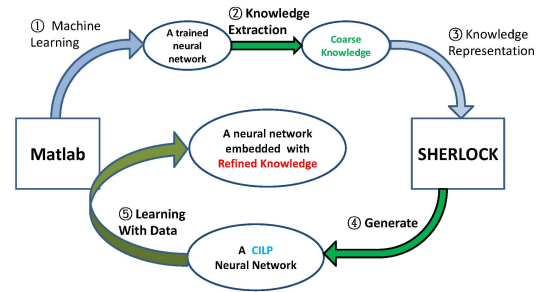 ① Machine
Learning
A trained
neural
network
② Knowledge
Extraction
Coarse
Knowledge
③ Knowledge
Representation
Matlab
A neural network
embedded with
Refined Knowledge
SHERLOCK
⑤ Learning
With Data
④ Generate
A CILP
Neural Network